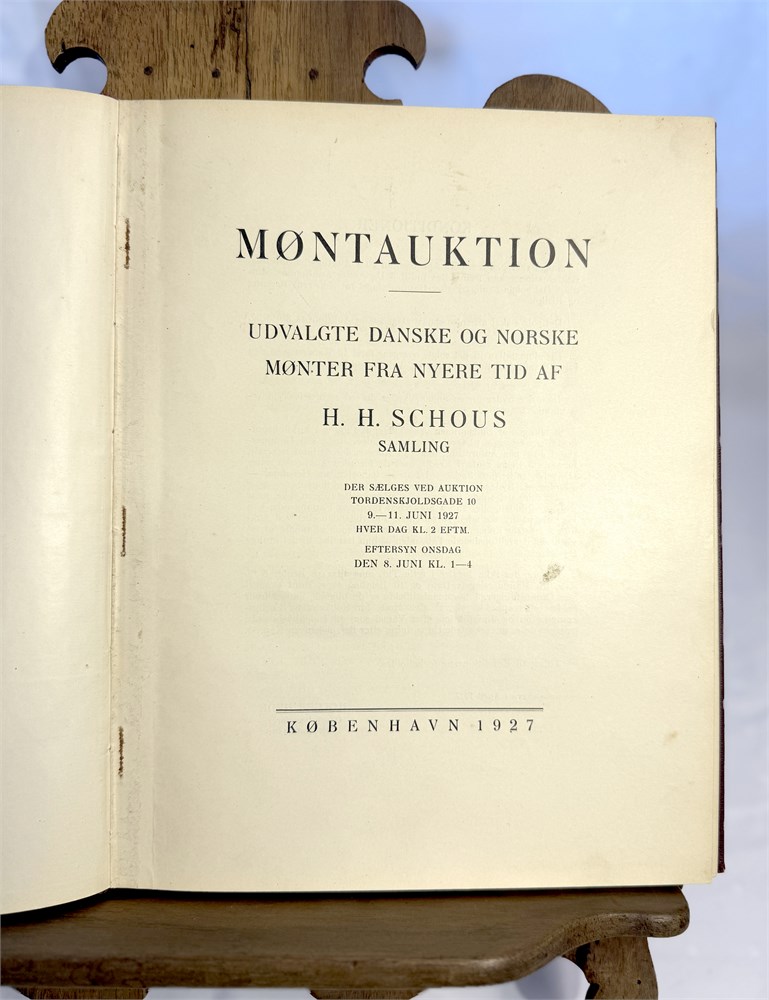 MØNTAUKTION
UDVALGTE DANSKE OG NORSKE
MØNTER FRA NYERE TID AF
H. H. SCHOUS
SAMLING
DER SÆLGES VED AUKTION
TORDENSKJOLDSGADE 10
9.—11. JUNI 1927
HVER DAG KL. 2 EFTM.
EFTERSYN ONSDAG
DEN 8. JUNI KL. 1—4
KØBENHAVN 1927